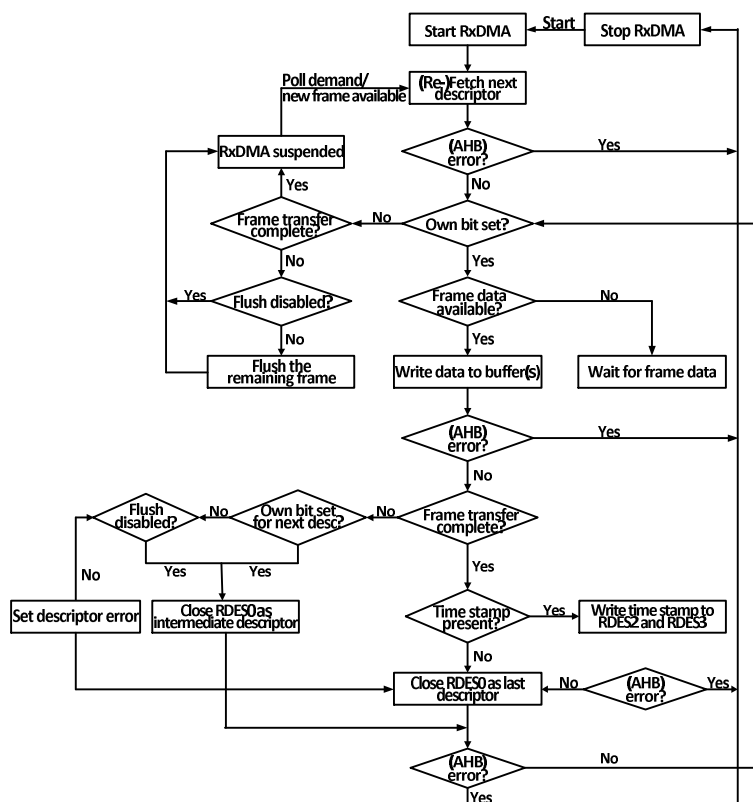 Start RxDMA
Start
Stop RxDMA
Poll demand/
new frame available
(Re-)Fetch next
descriptor
RxDMA suspended
(AHB)
error?
Yes
Yes
No
Frame transfer
complete?
No
Own bit set?
No
Yes
Yes
Flush disabled?
Frame data
available?
No
No
Yes
Flush the
remaining frame
Write data to buffer(s)
Wait for frame data
(AHB)
error?
Yes
No
Flush
disabled?
No
Own bit set
for next desc?
No
Frame transfer
complete?
No
Yes
Yes
Yes
Set descriptor error
Close RDES0 as
intermediate descriptor
Time stamp
present?
Yes
Write time stamp to
RDES2 and RDES3
No
Close RDES0 as last
descriptor
No
(AHB)
error?
Yes
(AHB)
error?
No
Yes